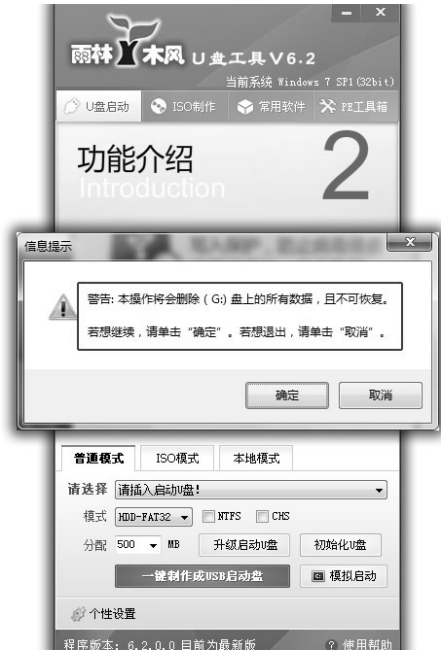 雨林木风 U盘工具V6.2
当前系统 Windows 7 SP1(32bit)
U盘启动 ISO制作 常用软件 PE工具箱
功能介绍 2
Introduction
信息提示
警告: 本操作将会删除 ( G:) 盘上的所有数据，且不可恢复。
若想继续，请单击“确定”。若想退出，请单击“取消”。
确定 取消
普通模式 ISO模式 本地模式
请选择 请插入启动U盘!
模式 HDD-FAT32 NTFS CHS
分配 500 MB 升级启动U盘 初始化U盘
一键制作成USB启动盘 模拟启动
个性设置
程序版本: 6.2.0.0 目前为最新版 使用帮助